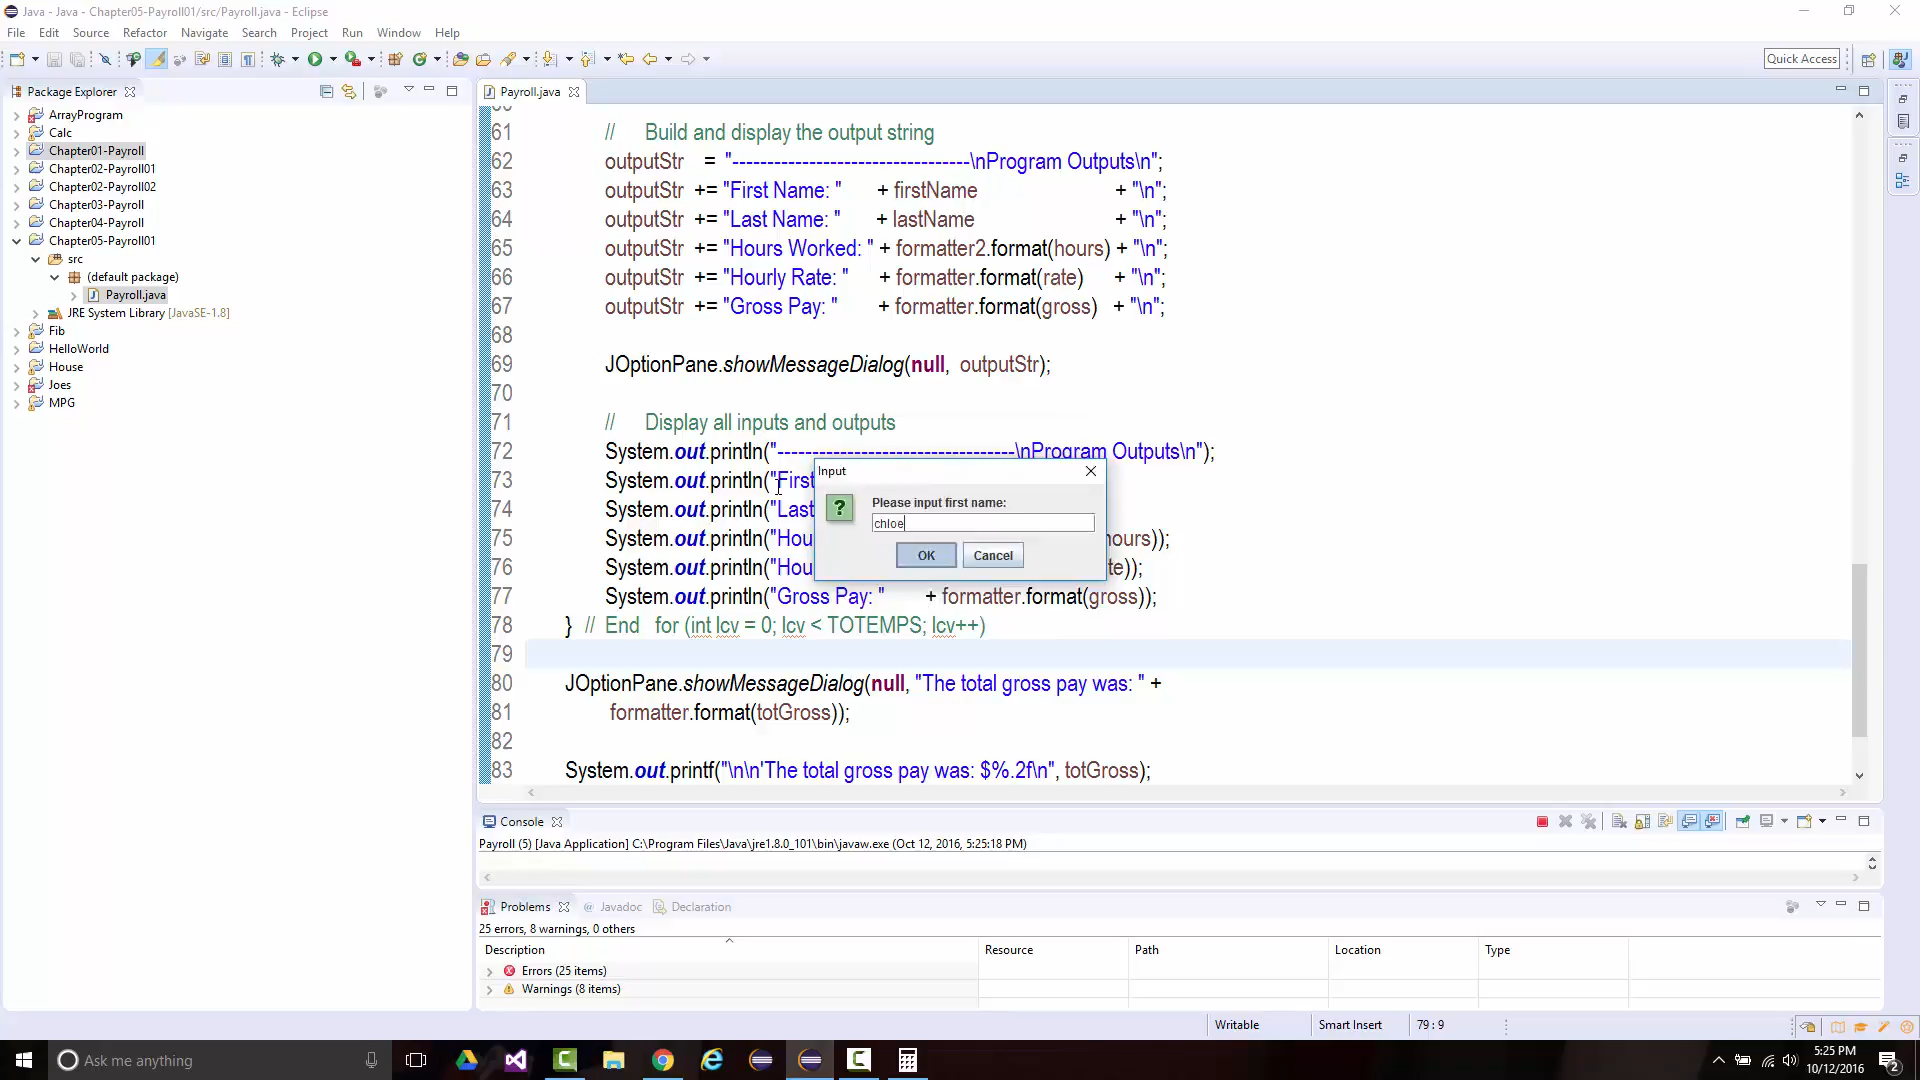 Java - Java - Chapter05-Payroll01/src/Payroll.java - Eclipse
File Edit Source Refactor Navigate Search Project Run Window Help
Quick Access
Package Explorer
ArrayProgram
Calc
Chapter01-Payroll
Chapter02-Payroll01
Chapter02-Payroll02
Chapter03-Payroll
Chapter04-Payroll
Chapter05-Payroll01
src
(default package)
Payroll.java
JRE System Library [JavaSE-1.8]
Fib
HelloWorld
House
Joes
MPG
Payroll.java
61 // Build and display the output string
62 outputStr = "----------------------------------\nProgram Outputs\n";
63 outputStr += "First Name: " + firstName + "\n";
64 outputStr += "Last Name: " + lastName + "\n";
65 outputStr += "Hours Worked: " + formatter2.format(hours) + "\n";
66 outputStr += "Hourly Rate: " + formatter.format(rate) + "\n";
67 outputStr += "Gross Pay: " + formatter.format(gross) + "\n";
68
69 JOptionPane.showMessageDialog(null, outputStr);
70
71 // Display all inputs and outputs
72 System.out.println("----------------------------------\nProgram Outputs\n");
73 System.out.println("First
74 System.out.println("Last
75 System.out.println("Hou hours));
76 System.out.println("Hou te));
77 System.out.println("Gross Pay: " + formatter.format(gross));
78 } // End for (int lcv = 0; lcv < TOTEMPS; lcv++)
79
80 JOptionPane.showMessageDialog(null, "The total gross pay was: " +
81 formatter.format(totGross));
82
83 System.out.printf("\n\n'The total gross pay was: $%.2f\n", totGross);
Input
Please input first name:
chloe
OK Cancel
Console
Payroll (5) [Java Application] C:\Program Files\Java\jre1.8.0_101\bin\javaw.exe (Oct 12, 2016, 5:25:18 PM)
Problems @ Javadoc Declaration
25 errors, 8 warnings, 0 others
Description Resource Path Location Type
Errors (25 items)
Warnings (8 items)
Writable Smart Insert 79 : 9
Ask me anything
5:25 PM
10/12/2016
2